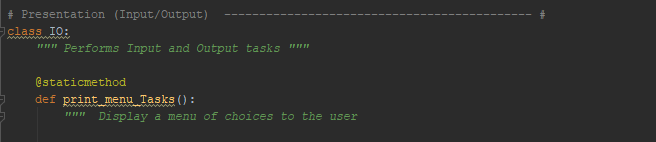 # Presentation (Input/Output)  -------------------------------------------- #
class IO:
    """ Performs Input and Output tasks """
    @staticmethod
    def print_menu_Tasks():
        """  Display a menu of choices to the user